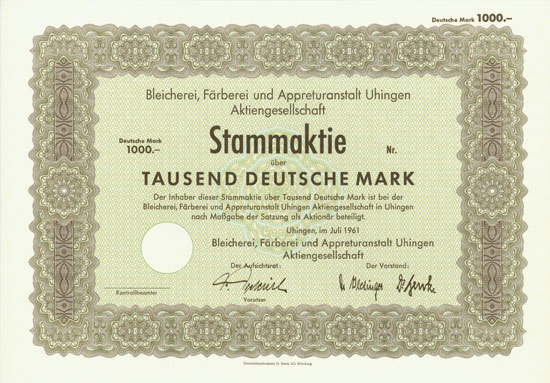 Deutsche Mark 1000.–
Bleicherei, Färberei und Appreturanstalt Uhingen
Aktiengesellschaft
Deutsche Mark
1000.–
Stammaktie
Nr.
über
TAUSEND DEUTSCHE MARK
Der Inhaber dieser Stammaktie über Tausend Deutsche Mark ist bei der
Bleicherei, Färberei und Appreturanstalt Uhingen Aktiengesellschaft in Uhingen
nach Maßgabe der Satzung als Aktionär beteiligt.
Uhingen, im Juli 1961
Bleicherei, Färberei und Appreturanstalt Uhingen
Aktiengesellschaft
Der Aufsichtsrat: Der Vorstand:
Kontrollbeamter
Vorsitzer